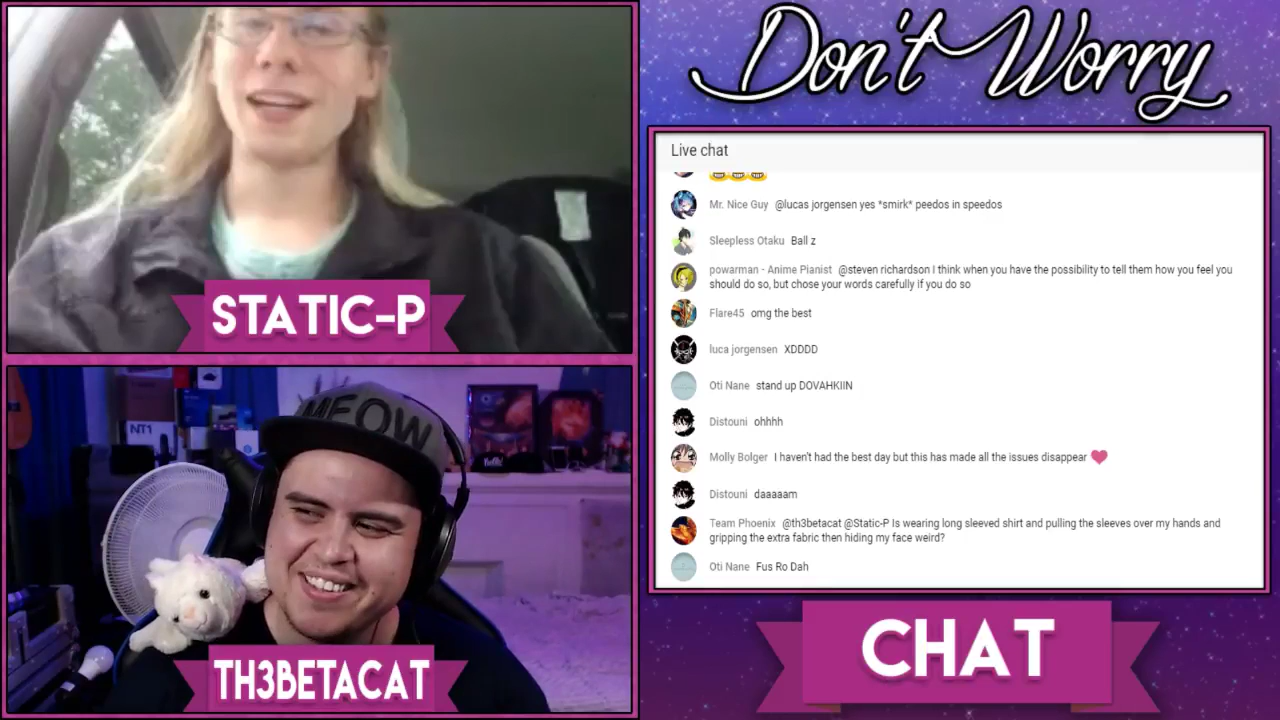 Don't Worry
STATIC-P
MEOW
NT1
TH3BETACAT
Live chat
Mr. Nice Guy @lucas jorgensen yes *smirk* peedos in speedos
Sleepless Otaku Ball z
powarman - Anime Pianist @steven richardson I think when you have the possibility to tell them how you feel you
should do so, but chose your words carefully if you do so
Flare45 omg the best
luca jorgensen XDDDD
Oti Nane stand up DOVAHKIIN
Distouni ohhhh
Molly Bolger I haven't had the best day but this has made all the issues disappear
Distouni daaaaam
Team Phoenix @th3betacat @Static-P Is wearing long sleeved shirt and pulling the sleeves over my hands and
gripping the extra fabric then hiding my face weird?
Oti Nane Fus Ro Dah
CHAT